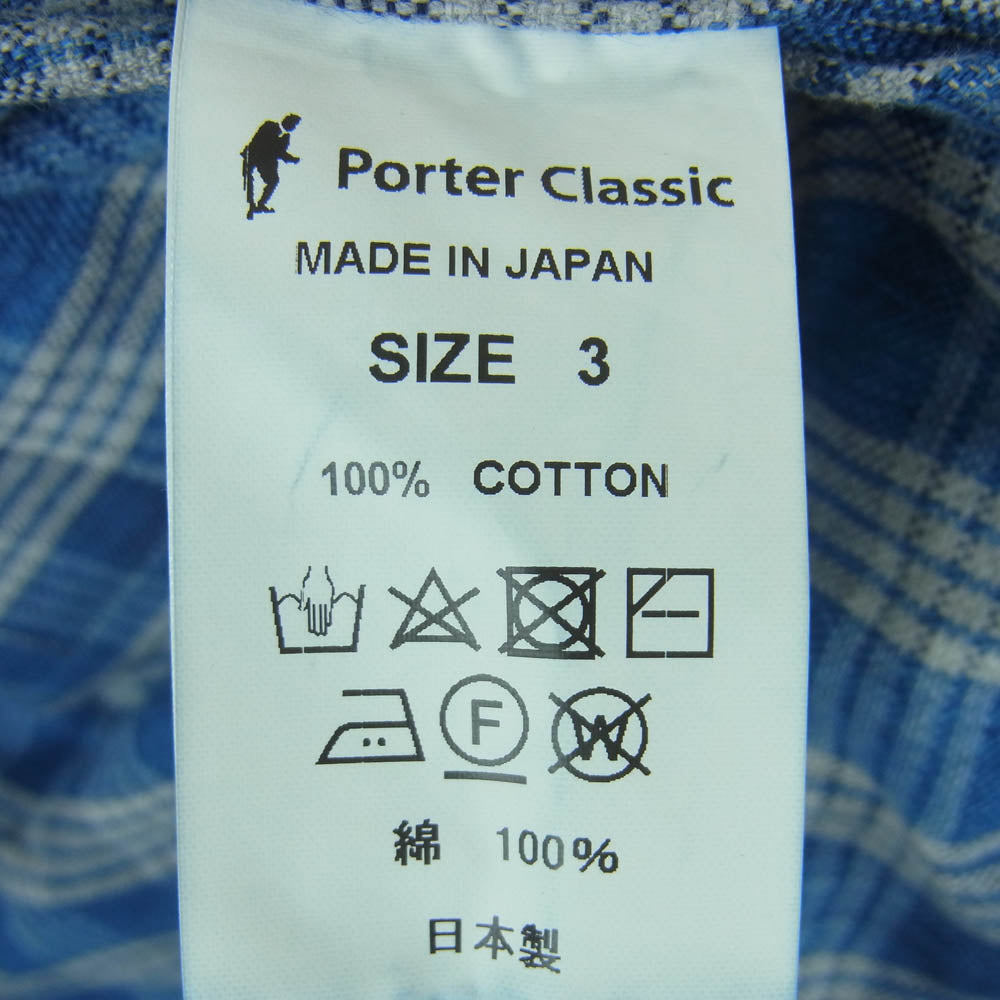 Porter Classic
MADE IN JAPAN
SIZE 3
100% COTTON
F W
綿 100%
日本製